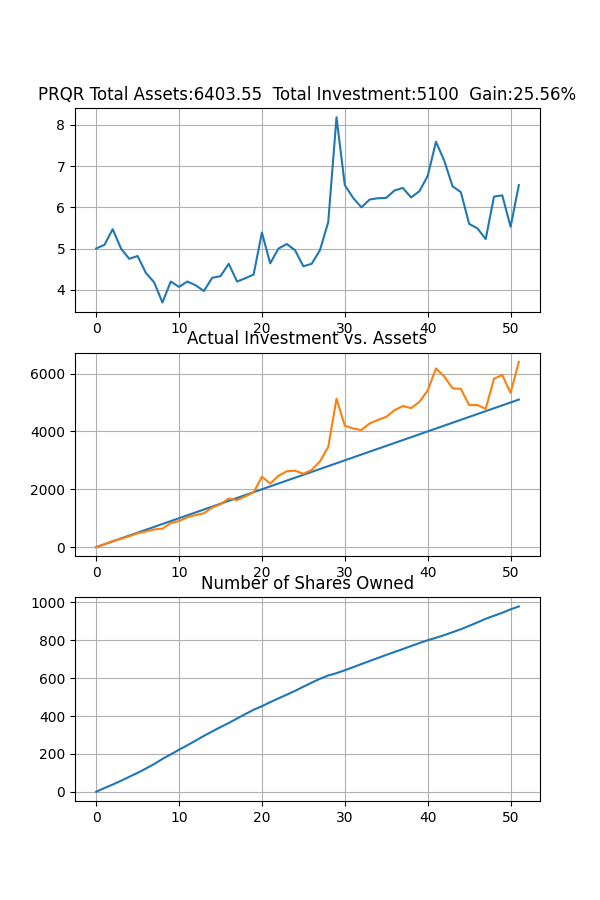 PRQR Total Assets:6403.55  Total Investment:5100  Gain:25.56%
8
7
6
5
4
0 10 20 30 40 50
Actual Investment vs. Assets
6000
4000
2000
0
0 10 20 30 40 50
Number of Shares Owned
1000
800
600
400
200
0
0 10 20 30 40 50